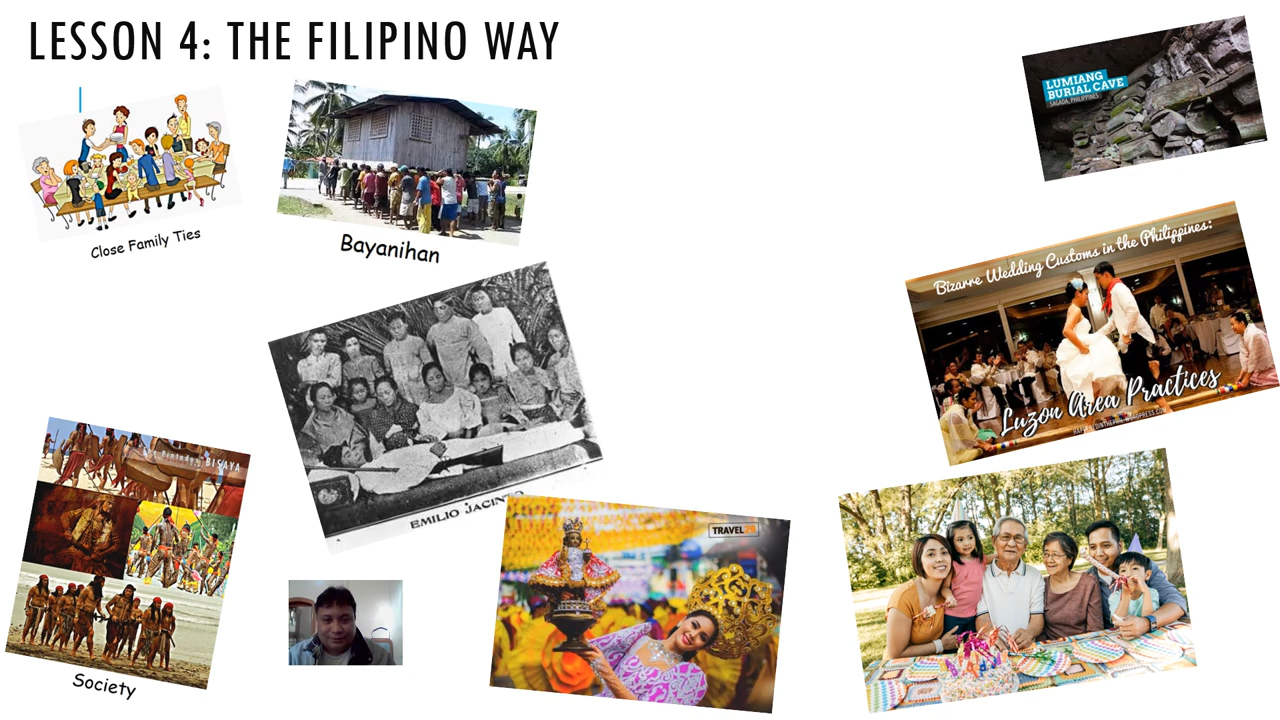 LESSON 4: THE FILIPINO WAY
Close Family Ties
Bayanihan
LUMIANG
BURIAL CAVE
SAGADA, PHILIPPINES
Bizarre Wedding Customs in the Philippines:
Luzon Area Practices
EMILIO JACINTO
BISAYA
Society
TRAVEL